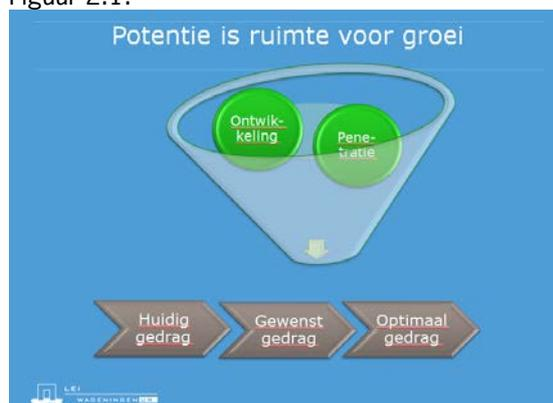 Figuur 2.1:
Potentie is ruimte voor groei
Ontwik-
keling
Pene-
tratie
Huidig
gedrag
Gewenst
gedrag
Optimaal
gedrag
LEI
WAGENINGEN UR